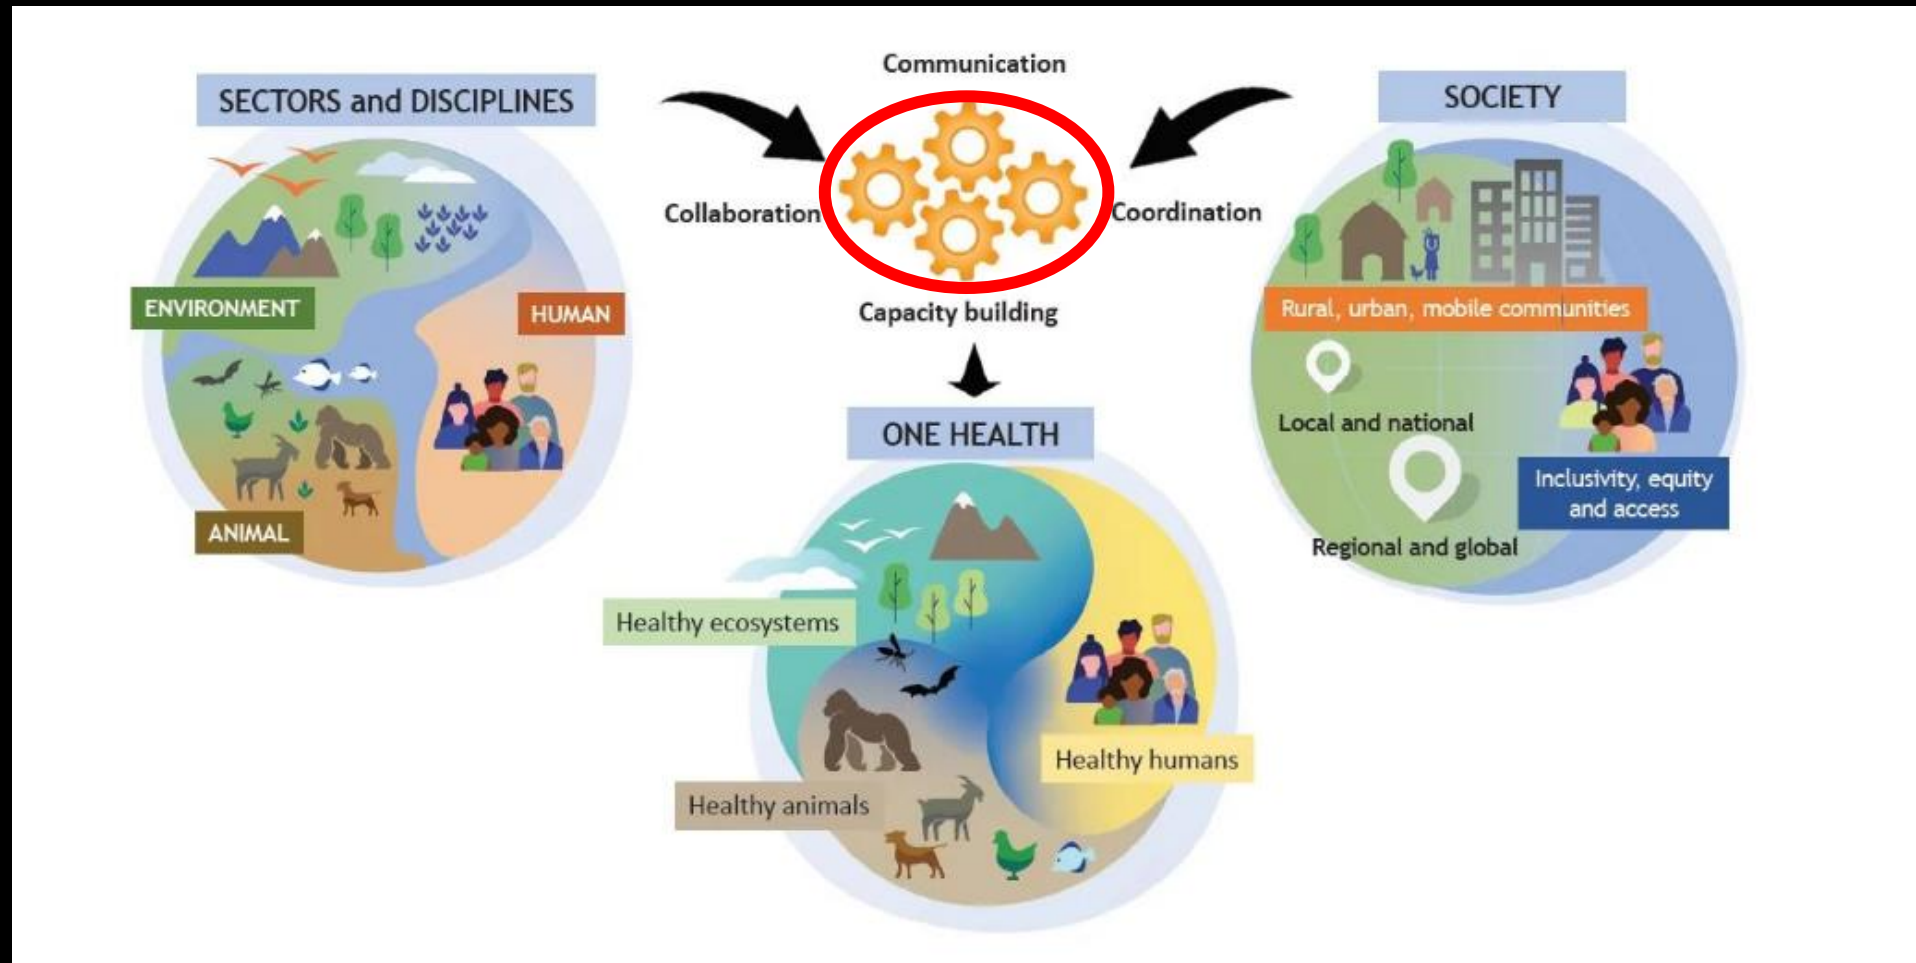 SECTORS and DISCIPLINES
ENVIRONMENT
HUMAN
ANIMAL
Communication
Collaboration
Coordination
Capacity building
SOCIETY
Rural, urban, mobile communities
Local and national
Inclusivity, equity
and access
Regional and global
ONE HEALTH
Healthy ecosystems
Healthy humans
Healthy animals